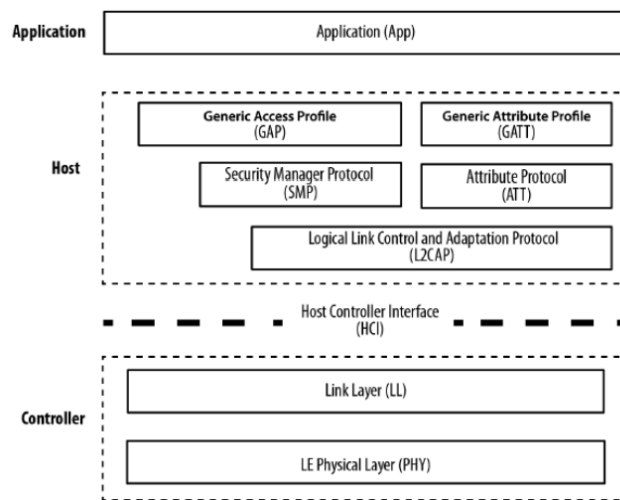 Application
Application (App)
Generic Access Profile
(GAP)
Generic Attribute Profile
(GATT)
Host
Security Manager Protocol
(SMP)
Attribute Protocol
(ATT)
Logical Link Control and Adaptation Protocol
(L2CAP)
Host Controller Interface
(HCI)
Link Layer (LL)
Controller
LE Physical Layer (PHY)